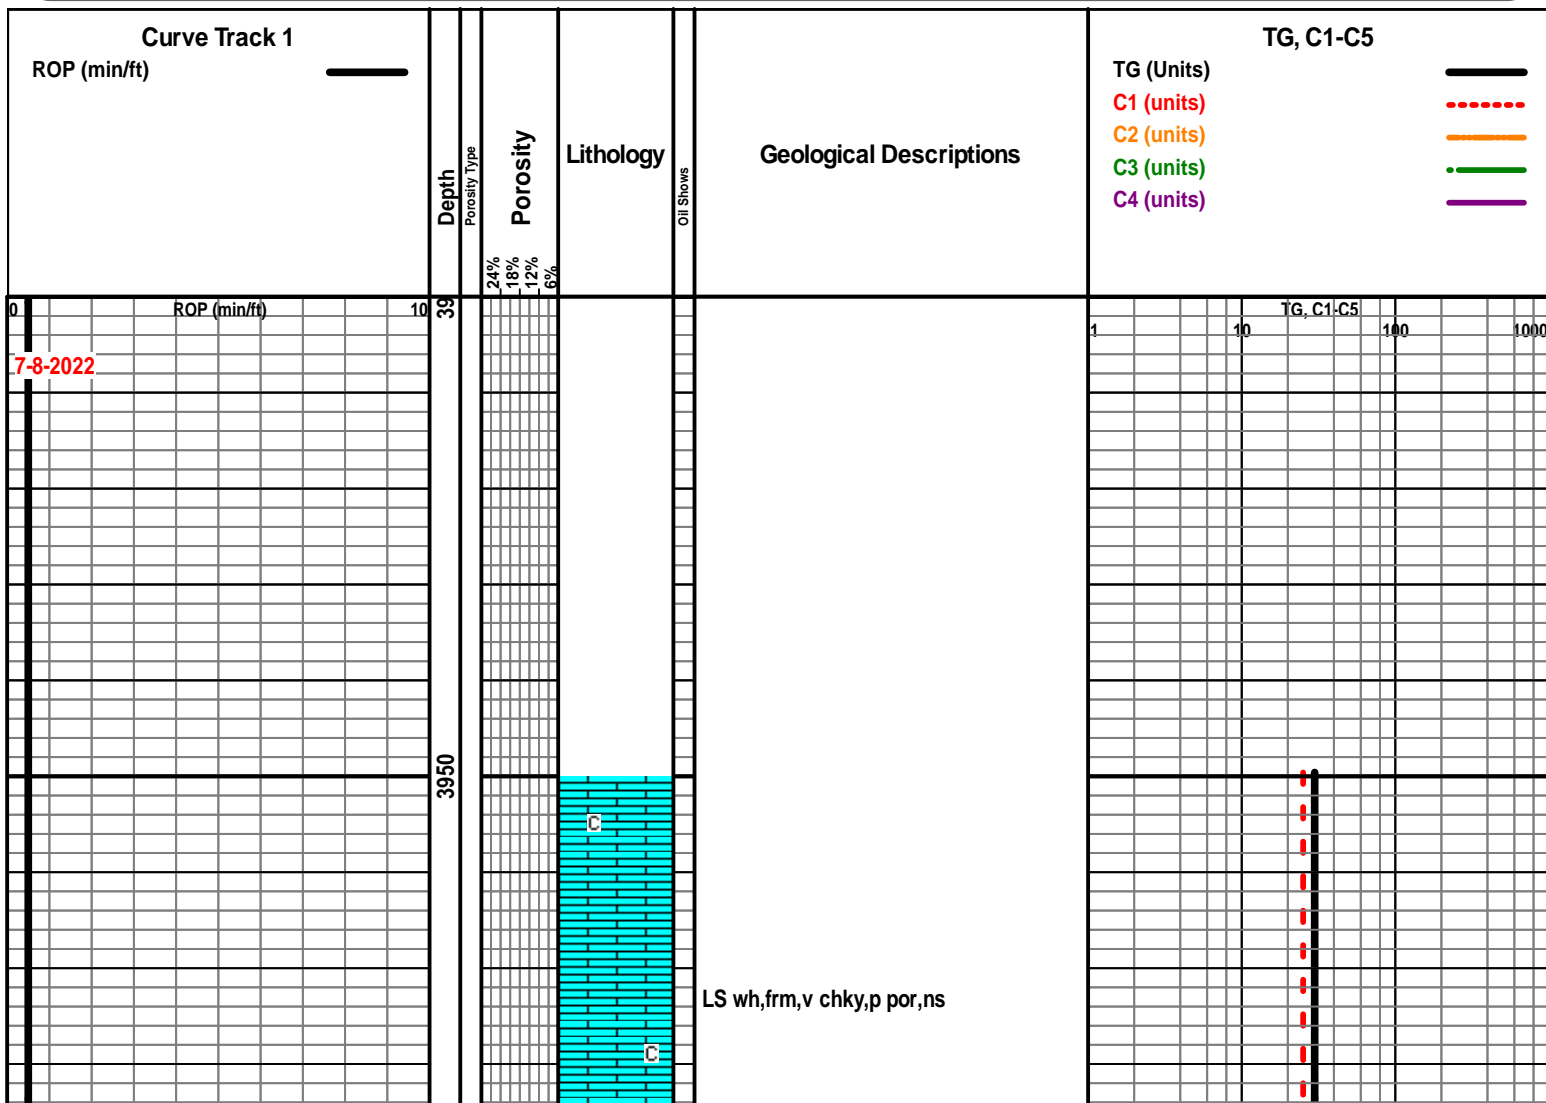 Curve Track 1
ROP (min/ft)
Depth
Porosity Type
Porosity
24%
18%
12%
6%
Lithology
Oil Shows
Geological Descriptions
TG, C1-C5
TG (Units)
C1 (units)
C2 (units)
C3 (units)
C4 (units)
0 ROP (min/ft) 10
39
TG, C1-C5
1 10 100 1000
7-8-2022
3950
C
LS wh,frm,v chky,p por,ns
C